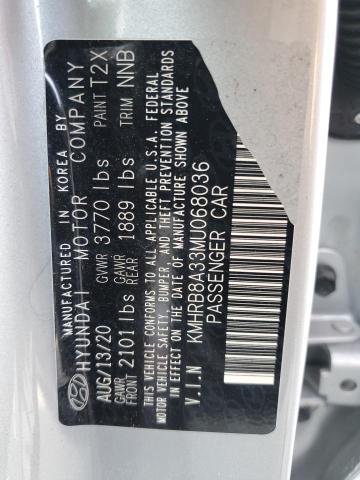 MANUFACTURED IN KOREA BY
HYUNDAI MOTOR COMPANY
AUG/13/20 GVWR 3770 lbs PAINT T2X
GAWR FRONT 2101 lbs GAWR REAR 1889 lbs TRIM NNB
THIS VEHICLE CONFORMS TO ALL APPLICABLE U.S.A. FEDERAL
MOTOR VEHICLE SAFETY, BUMPER, AND THEFT PREVENTION STANDARDS
IN EFFECT ON THE DATE OF MANUFACTURE SHOWN ABOVE
V.I.N KMHRB8A33MU068036
PASSENGER CAR